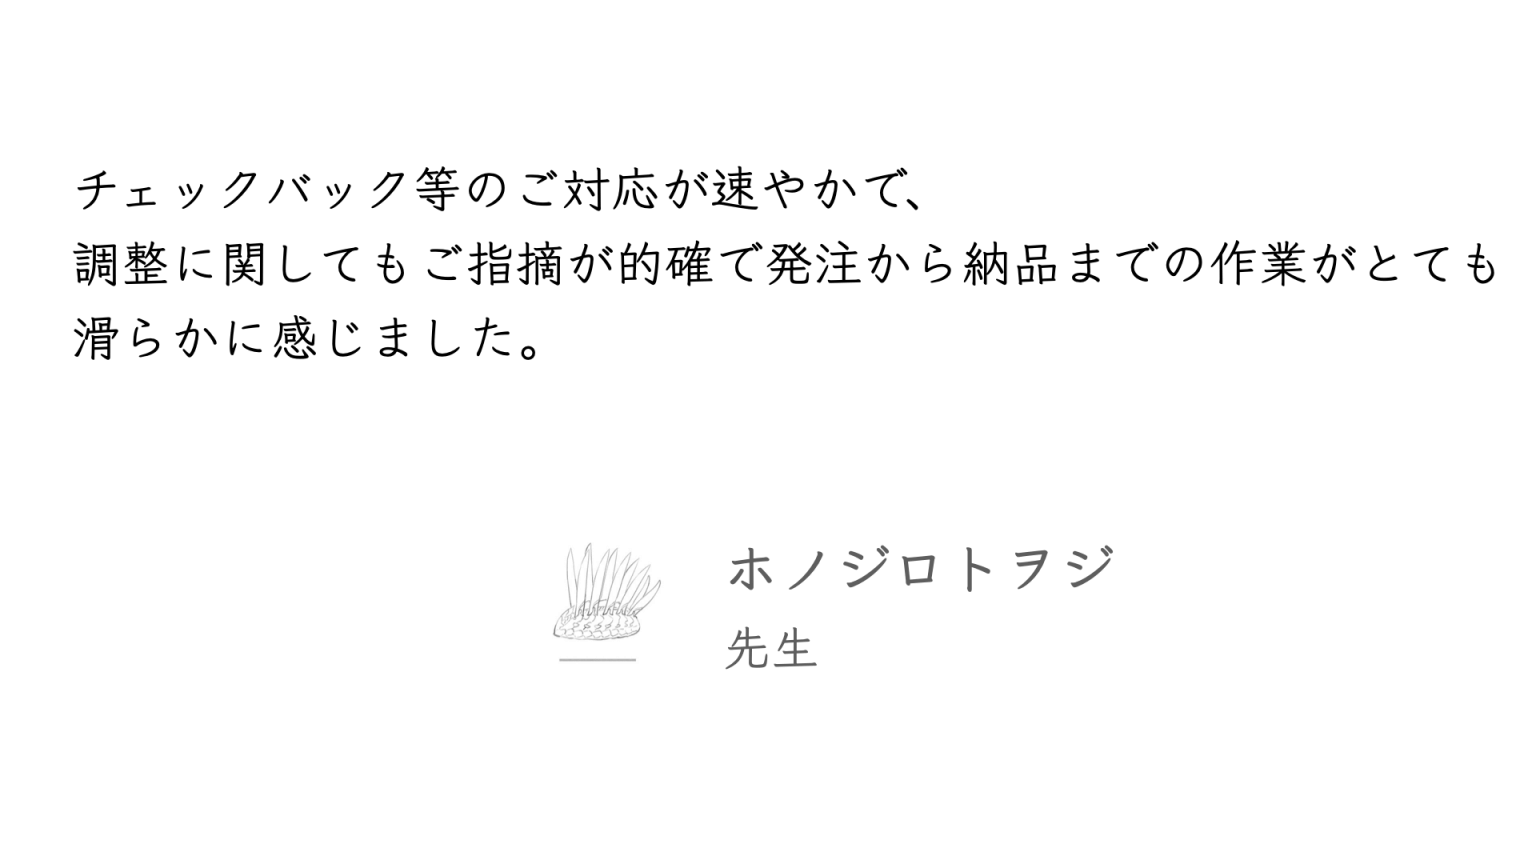 チェックバック等のご対応が速やかで、
調整に関してもご指摘が的確で発注から納品までの作業がとても
滑らかに感じました。
ホノジロトヲジ
先生